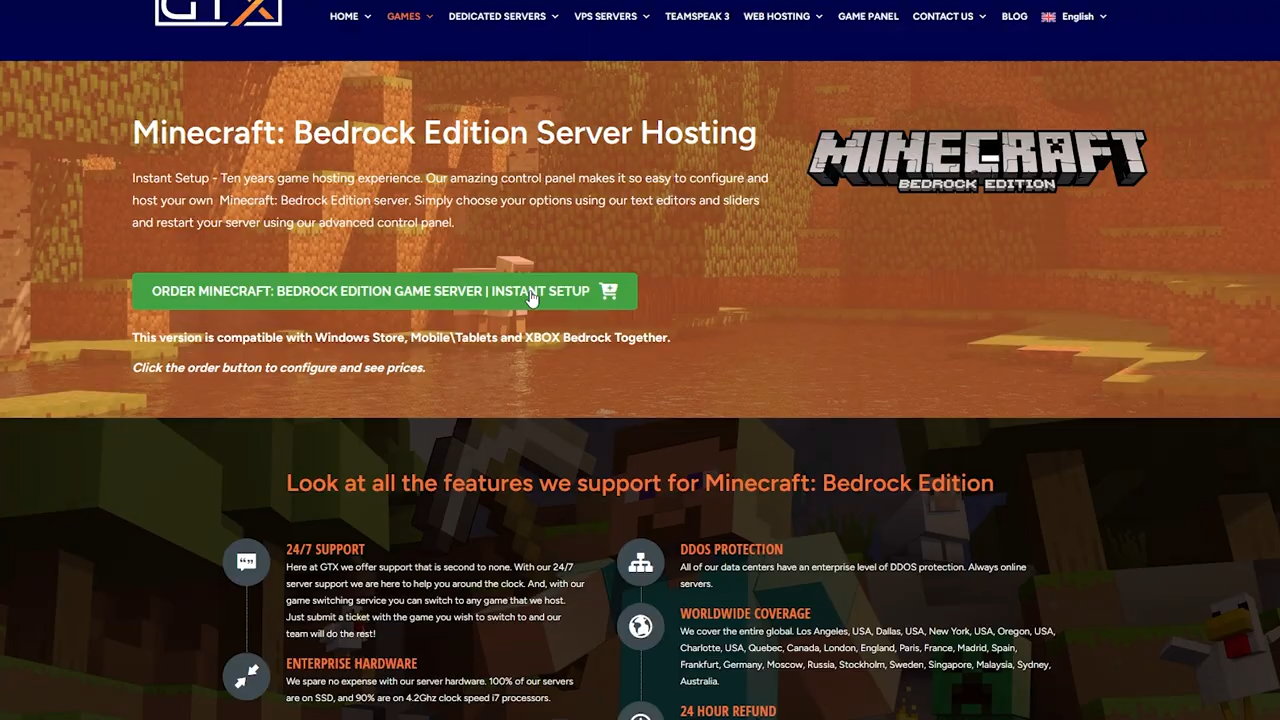 GTX
HOME
GAMES
DEDICATED SERVERS
VPS SERVERS
TEAMSPEAK 3
WEB HOSTING
GAME PANEL
CONTACT US
BLOG
English
Minecraft: Bedrock Edition Server Hosting
Instant Setup - Ten years game hosting experience. Our amazing control panel makes it so easy to configure and
host your own Minecraft: Bedrock Edition server. Simply choose your options using our text editors and sliders
and restart your server using our advanced control panel.
MINECRAFT
BEDROCK EDITION
ORDER MINECRAFT: BEDROCK EDITION GAME SERVER | INSTANT SETUP
This version is compatible with Windows Store, Mobile\Tablets and XBOX Bedrock Together.
Click the order button to configure and see prices.
Look at all the features we support for Minecraft: Bedrock Edition
24/7 SUPPORT
Here at GTX we offer support that is second to none. With our 24/7
server support we are here to help you around the clock. And, with our
game switching service you can switch to any game that we host.
Just submit a ticket with the game you wish to switch to and our
team will do the rest!
ENTERPRISE HARDWARE
We spare no expense with our server hardware. 100% of our servers
are on SSD, and 90% are on 4.2Ghz clock speed i7 processors.
DDOS PROTECTION
All of our data centers have an enterprise level of DDOS protection. Always online
servers.
WORLDWIDE COVERAGE
We cover the entire global. Los Angeles, USA, Dallas, USA, New York, USA, Oregon, USA,
Charlotte, USA, Quebec, Canada, London, England, Paris, France, Madrid, Spain,
Frankfurt, Germany, Moscow, Russia, Stockholm, Sweden, Singapore, Malaysia, Sydney,
Australia.
24 HOUR REFUND